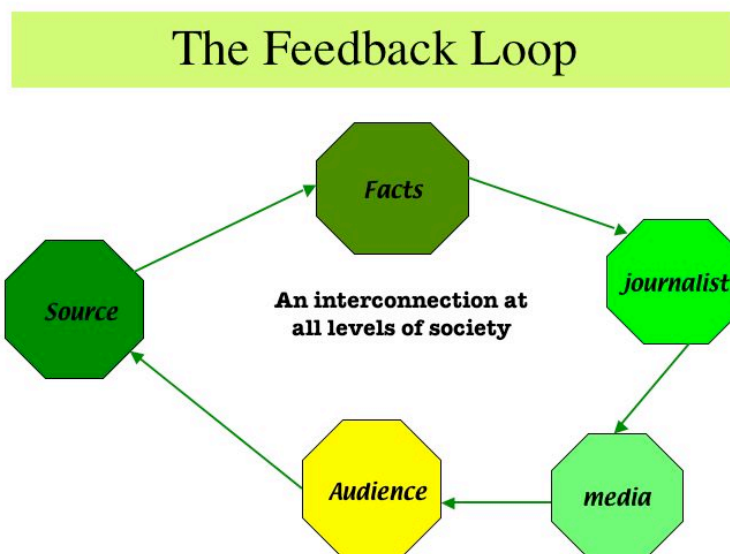 The Feedback Loop
Facts
journalist
Source
An interconnection at
all levels of society
Audience
media